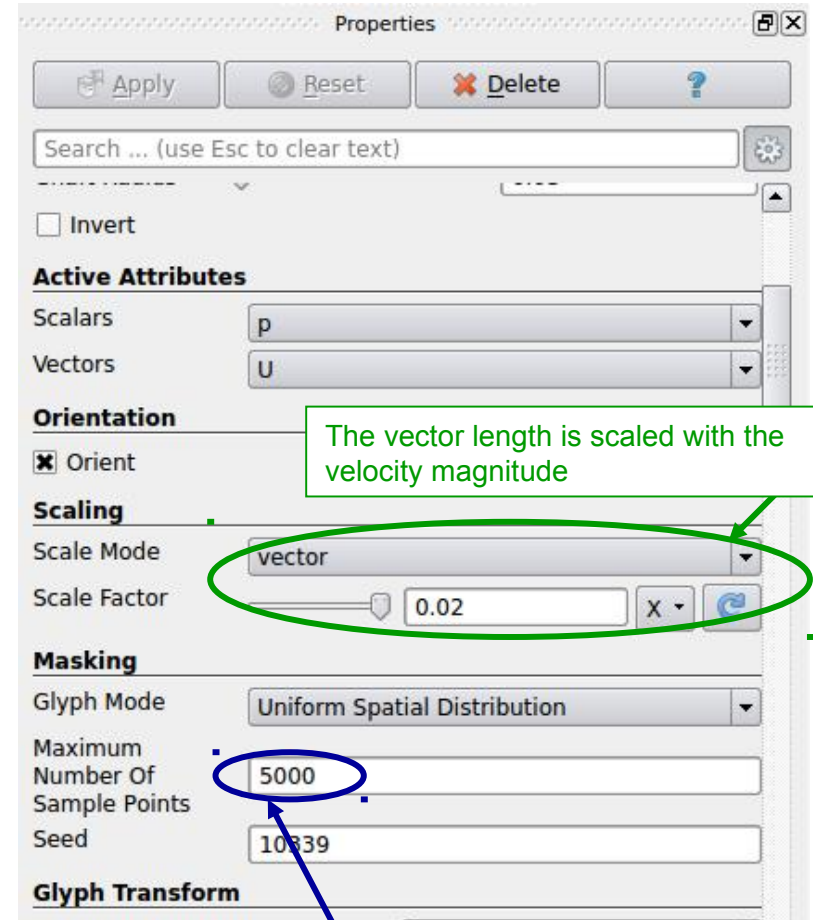 Properties
Apply Reset Delete ?
Search ... (use Esc to clear text)
Invert
Active Attributes
Scalars p
Vectors U
Orientation
The vector length is scaled with the
velocity magnitude
Orient
Scaling
Scale Mode vector
Scale Factor 0.02 X
Masking
Glyph Mode Uniform Spatial Distribution
Maximum
Number Of 5000
Sample Points
Seed 10339
Glyph Transform